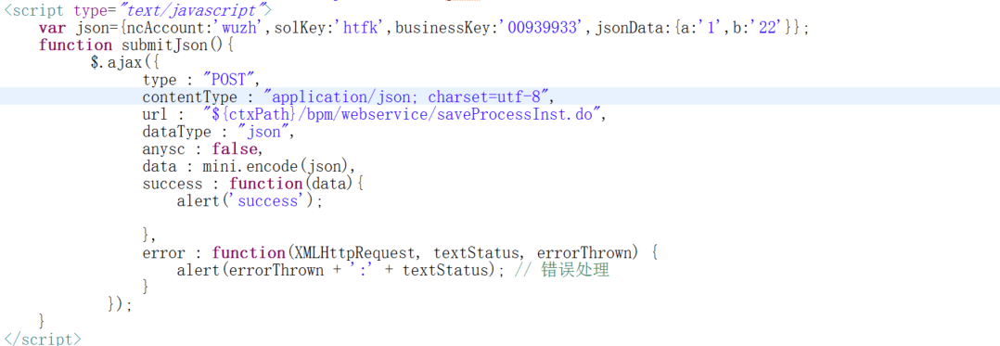 <script type="text/javascript">
var json={ncAccount:'wuzh',solKey:'htfk',businessKey:'00939933',jsonData:{a:'1',b:'22'}};
function submitJson(){
$.ajax({
type : "POST",
contentType : "application/json; charset=utf-8",
url :  "${ctxPath}/bpm/webservice/saveProcessInst.do",
dataType : "json",
anysc : false,
data : mini.encode(json),
success : function(data){
alert('success');
},
error : function(XMLHttpRequest, textStatus, errorThrown) {
alert(errorThrown + ':' + textStatus); // 错误处理
}
});
}
</script>